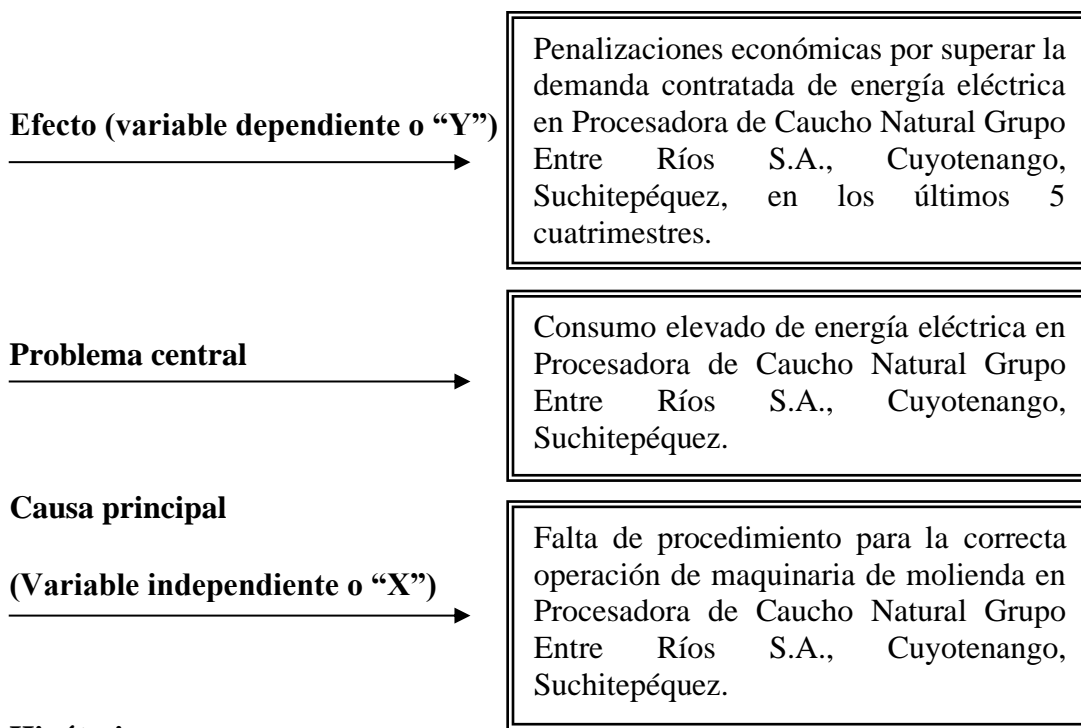 Efecto (variable dependiente o “Y”)
Penalizaciones económicas por superar la
demanda contratada de energía eléctrica
en Procesadora de Caucho Natural Grupo
Entre Ríos S.A., Cuyotenango,
Suchitepéquez, en los últimos 5
cuatrimestres.
Problema central
Consumo elevado de energía eléctrica en
Procesadora de Caucho Natural Grupo
Entre Ríos S.A., Cuyotenango,
Suchitepéquez.
Causa principal
(Variable independiente o “X”)
Falta de procedimiento para la correcta
operación de maquinaria de molienda en
Procesadora de Caucho Natural Grupo
Entre Ríos S.A., Cuyotenango,
Suchitepéquez.